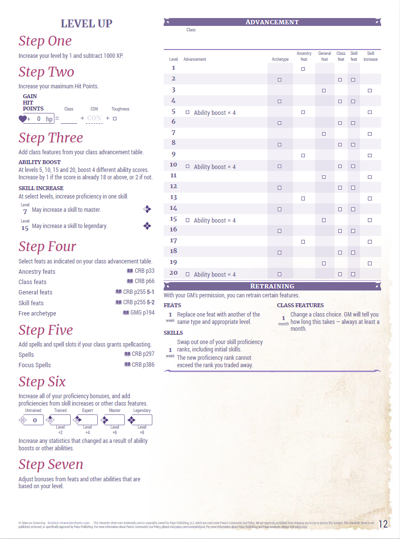 LEVEL UP
Step One
Increase your level by 1 and subtract 1000 XP.
Step Two
Increase your maximum Hit Points.
GAIN
HIT
POINTS
Class
CON
Toughness
0 hp = + CON +
Step Three
Add class features from your class advancement table.
ABILITY BOOST
At levels 5, 10, 15 and 20, boost 4 different ability scores.
Increase by 1 if the score is already 18 or above, or 2 if not.
SKILL INCREASE
At select levels, increase proficiency in one skill.
Level
7 May increase a skill to master.
Level
15 May increase a skill to legendary.
Step Four
Select feats as indicated on your class advancement table.
Ancestry feats CRB p33
Class feats CRB p66
General feats CRB p255 5-1
Skill feats CRB p255 5-2
Free archetype GMG p194
Step Five
Add spells and spell slots if your class grants spellcasting.
Spells CRB p297
Focus Spells CRB p386
Step Six
Increase all of your proficiency bonuses, and add
proficiencies from skill increases or other class features.
Untrained Trained Expert Master Legendary
0
Level Level Level Level
+2 +4 +6 +8
Increase any statistics that changed as a result of ability
boosts or abilities.
Step Seven
Adjust bonuses from feats and other abilities that are
based on your level.
ADVANCEMENT
Class
Ancestry General Class Skill Skill
Level Advancement Archetype feat feat feat feat increase
1
2
3
4
5 Ability boost × 4
6
7
8
9
10 Ability boost × 4
11
12
13
14
15 Ability boost × 4
16
17
18
19
20 Ability boost × 4
RETRAINING
With your GM's permission, you can retrain certain features:
FEATS
1 week Replace one feat with another of the
same type and appropriate level.
SKILLS
Swap out one of your skill proficiency
1 week ranks, including initial skills.
The new proficiency rank cannot
exceed the rank you traded away.
CLASS FEATURES
1 month Change a class choice. GM will tell you
how long this takes – always at least a
month.
12